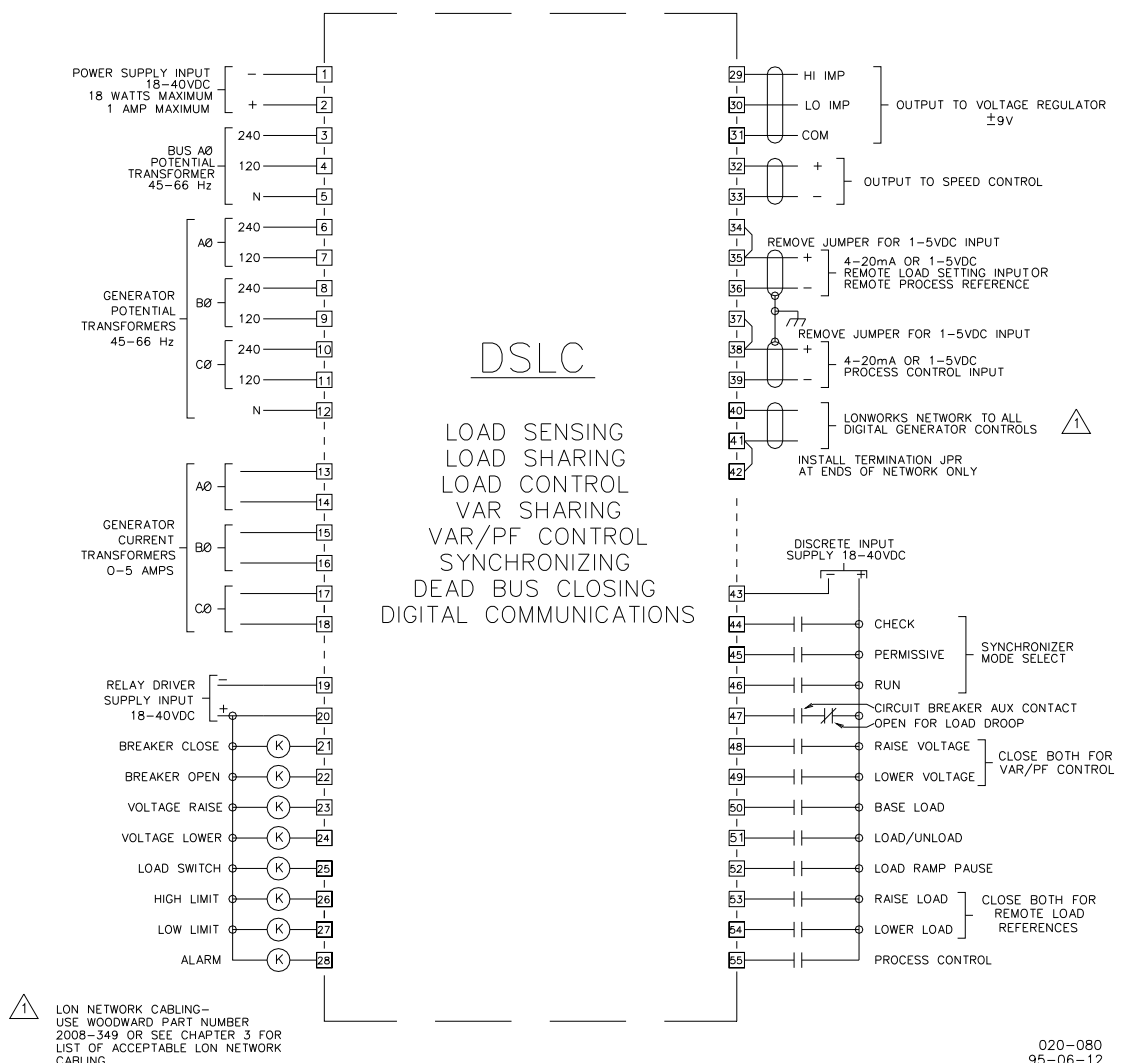 POWER SUPPLY INPUT
18-40VDC
18 WATTS MAXIMUM
1 AMP MAXIMUM
- 1
+ 2
BUS AØ
POTENTIAL
TRANSFORMER
45-66 Hz
240 3
120 4
N 5
GENERATOR
POTENTIAL
TRANSFORMERS
45-66 Hz
AØ
240 6
120 7
BØ
240 8
120 9
CØ
240 10
120 11
N 12
GENERATOR
CURRENT
TRANSFORMERS
0-5 AMPS
AØ
13
14
BØ
15
16
CØ
17
18
RELAY DRIVER
SUPPLY INPUT
18-40VDC
- 19
+ 20
BREAKER CLOSE K 21
BREAKER OPEN K 22
VOLTAGE RAISE K 23
VOLTAGE LOWER K 24
LOAD SWITCH K 25
HIGH LIMIT K 26
LOW LIMIT K 27
ALARM K 28
DSLC
LOAD SENSING
LOAD SHARING
LOAD CONTROL
VAR SHARING
VAR/PF CONTROL
SYNCHRONIZING
DEAD BUS CLOSING
DIGITAL COMMUNICATIONS
29 HI IMP
30 LO IMP
31 COM
OUTPUT TO VOLTAGE REGULATOR
±9V
32 +
33 -
OUTPUT TO SPEED CONTROL
34
REMOVE JUMPER FOR 1-5VDC INPUT
35 +
36 -
4-20mA OR 1-5VDC
REMOTE LOAD SETTING INPUT OR
REMOTE PROCESS REFERENCE
37
REMOVE JUMPER FOR 1-5VDC INPUT
38 +
39 -
4-20mA OR 1-5VDC
PROCESS CONTROL INPUT
40
41
LONWORKS NETWORK TO ALL
DIGITAL GENERATOR CONTROLS
1
42
INSTALL TERMINATION JPR
AT ENDS OF NETWORK ONLY
DISCRETE INPUT
SUPPLY 18-40VDC
- +
43
44 CHECK
45 PERMISSIVE
46 RUN
SYNCHRONIZER
MODE SELECT
47 CIRCUIT BREAKER AUX CONTACT
OPEN FOR LOAD DROOP
48 RAISE VOLTAGE
49 LOWER VOLTAGE
CLOSE BOTH FOR
VAR/PF CONTROL
50 BASE LOAD
51 LOAD/UNLOAD
52 LOAD RAMP PAUSE
53 RAISE LOAD
54 LOWER LOAD
CLOSE BOTH FOR
REMOTE LOAD
REFERENCES
55 PROCESS CONTROL
1 LON NETWORK CABLING-
USE WOODWARD PART NUMBER
2008-349 OR SEE CHAPTER 3 FOR
LIST OF ACCEPTABLE LON NETWORK
CABLING
020-080
95-06-12